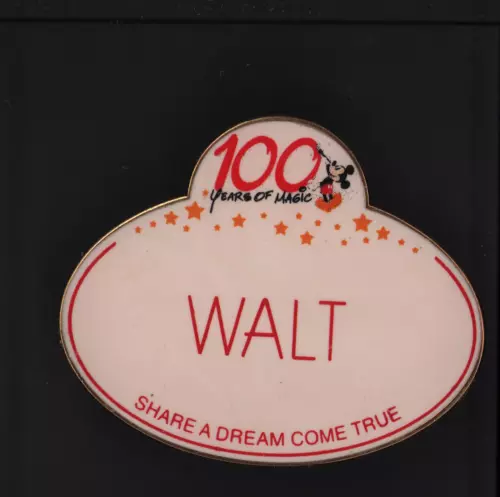 100
YEARS OF MAGIC
WALT
SHARE A DREAM COME TRUE